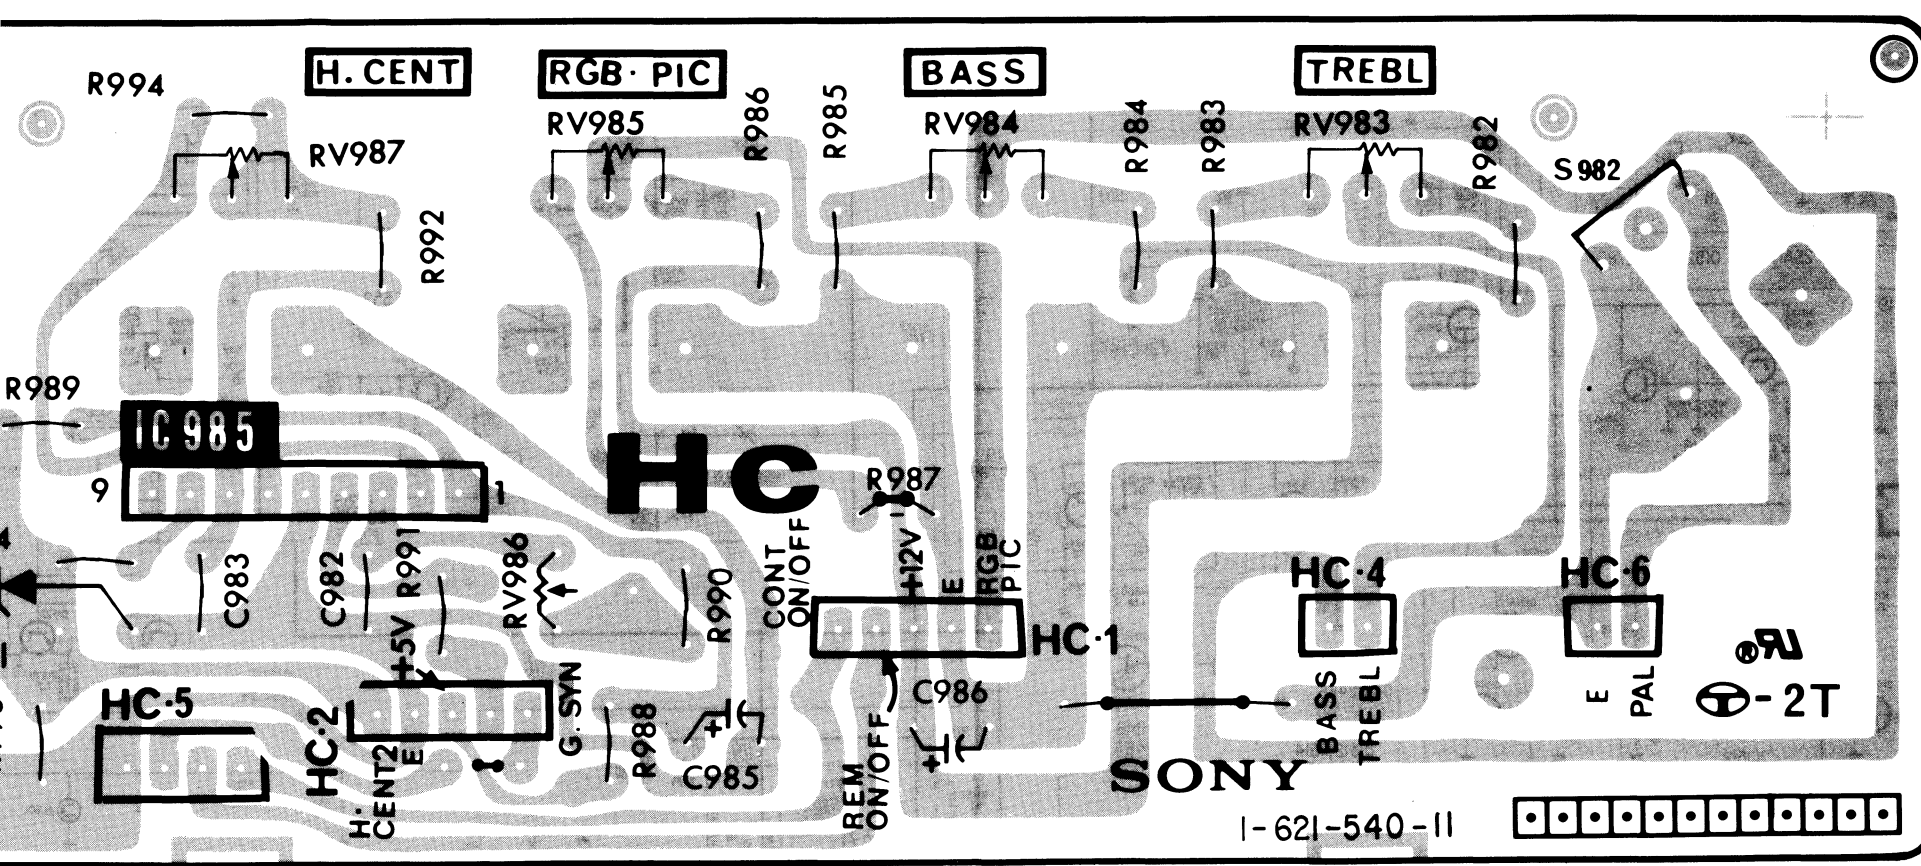 H. CENT
RGB · PIC
BASS
TREBL
R994
RV987
RV985
R986
R985
RV984
R984
R983
RV983
R982
S982
R992
R989
IC985
9
1
HC
R987
4
C983
C982
R991
RV986
R990
CONT
ON/OFF
+12V
E
RGB
PIC
HC·1
HC·4
HC·6
+5V
HC·5
HC·2
G. SYN
R988
C985
C986
REM
ON/OFF
H·
CENT2
E
BASS
TREBL
E
PAL
- 2T
SONY
1-621-540-11